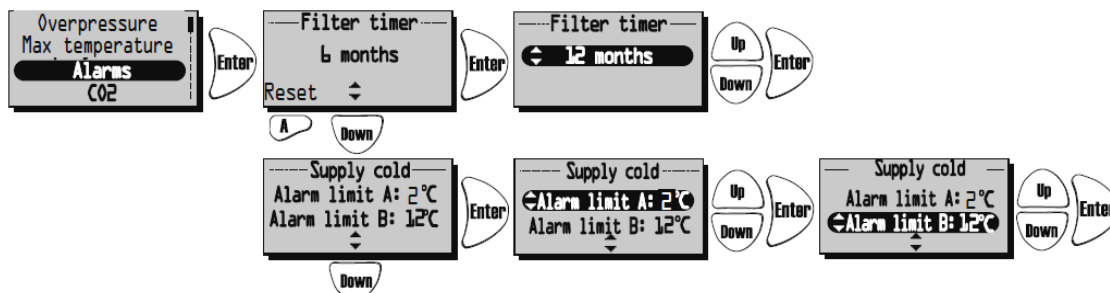 Overpressure
Max temperature
Alarms
CO2
Enter
Filter timer
6 months
Reset
A
Down
Enter
Filter timer
12 months
Up
Down
Enter
Supply cold
Alarm limit A: 2°C
Alarm limit B: 12°C
Down
Enter
Supply cold
Alarm limit A: 2°C
Alarm limit B: 12°C
Up
Down
Enter
Supply cold
Alarm limit A: 2°C
Alarm limit B: 12°C
Up
Down
Enter